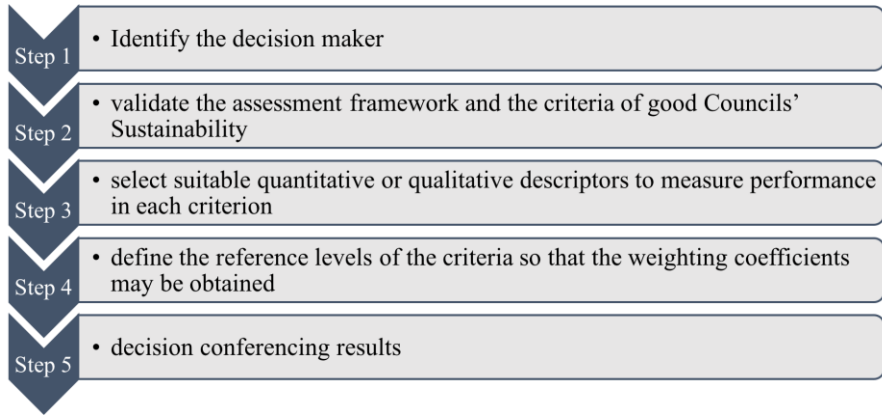 Step 1
• Identify the decision maker
Step 2
• validate the assessment framework and the criteria of good Councils’
Sustainability
Step 3
• select suitable quantitative or qualitative descriptors to measure performance
in each criterion
Step 4
• define the reference levels of the criteria so that the weighting coefficients
may be obtained
Step 5
• decision conferencing results